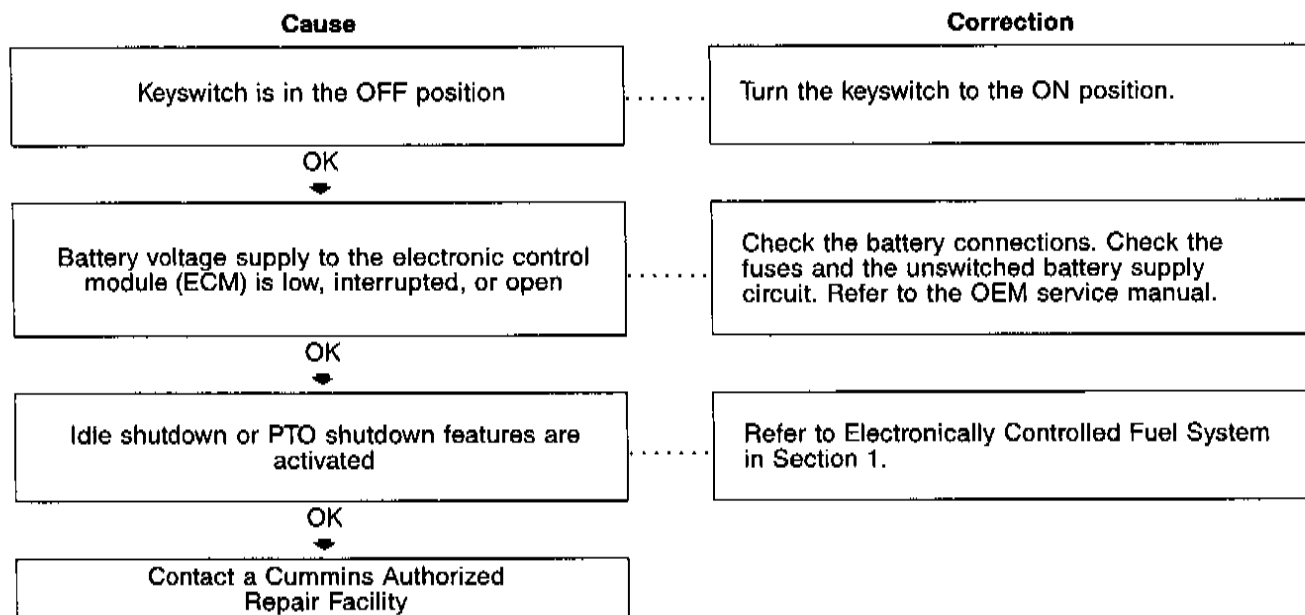 Cause
Correction
Keyswitch is in the OFF position
Turn the keyswitch to the ON position.
OK
Battery voltage supply to the electronic control
module (ECM) is low, interrupted, or open
Check the battery connections. Check the
fuses and the unswitched battery supply
circuit. Refer to the OEM service manual.
OK
Idle shutdown or PTO shutdown features are
activated
Refer to Electronically Controlled Fuel System
in Section 1.
OK
Contact a Cummins Authorized
Repair Facility